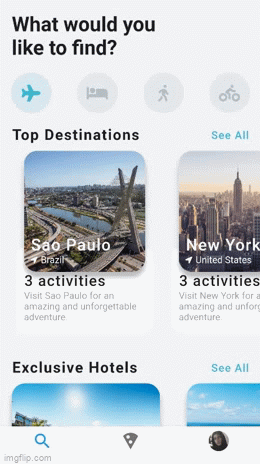 What would you
like to find?
Top Destinations
See All
Sao Paulo
Brazil
New York
United States
3 activities
3 activities
Visit Sao Paulo for an
amazing and unforgettable
adventure.
Visit New York for a
amazing and unforg
adventure.
Exclusive Hotels
See All
imgflip.com